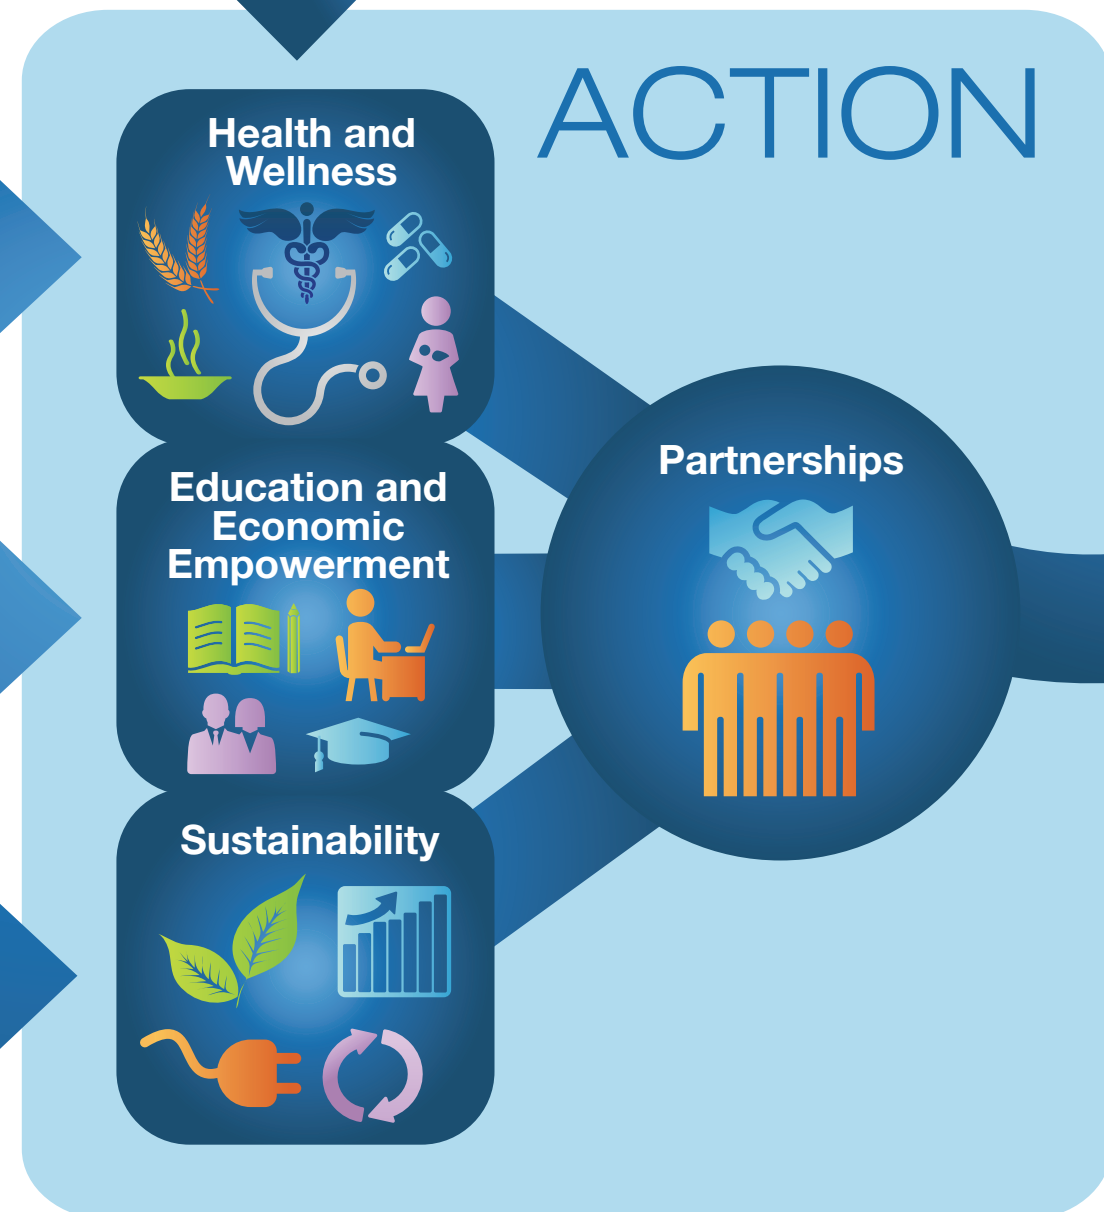 ACTION
Health and
Wellness
Education and
Economic
Empowerment
Sustainability
Partnerships